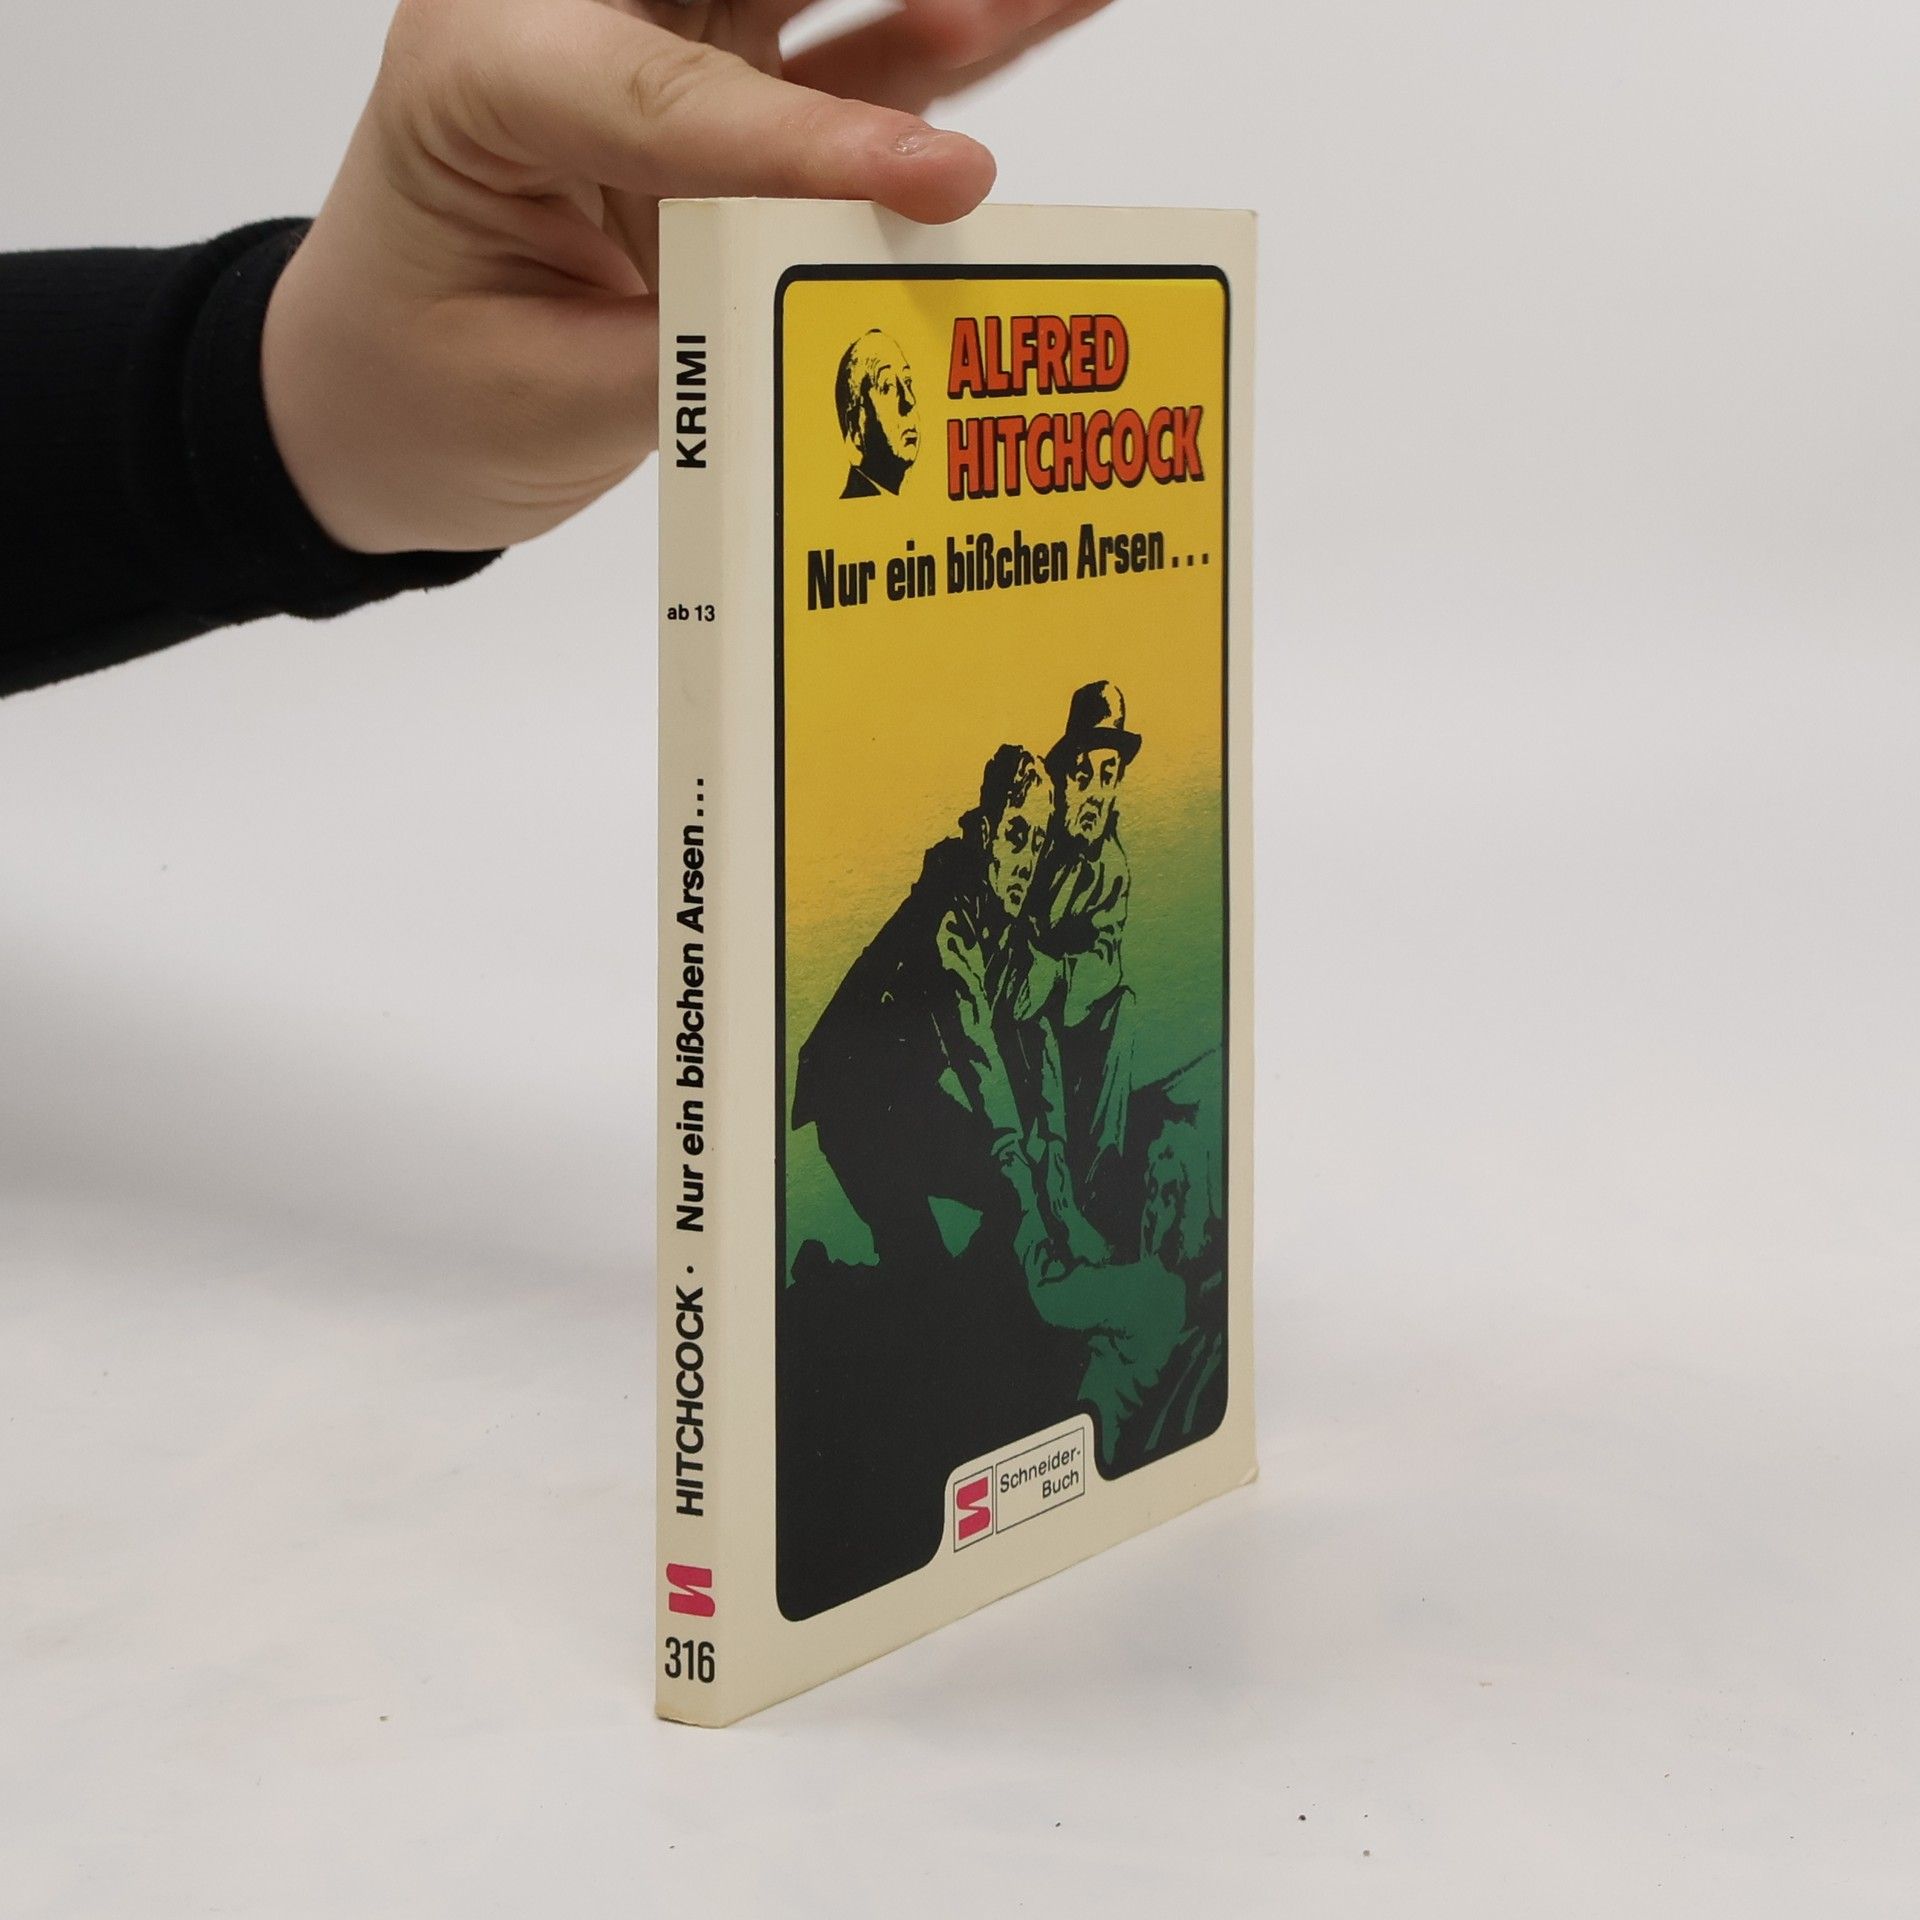 KRIMI
ab 13
HITCHCOCK · Nur ein bißchen Arsen...
316
ALFRED
HITCHCOCK
Nur ein bißchen Arsen...
Schneider-
Buch